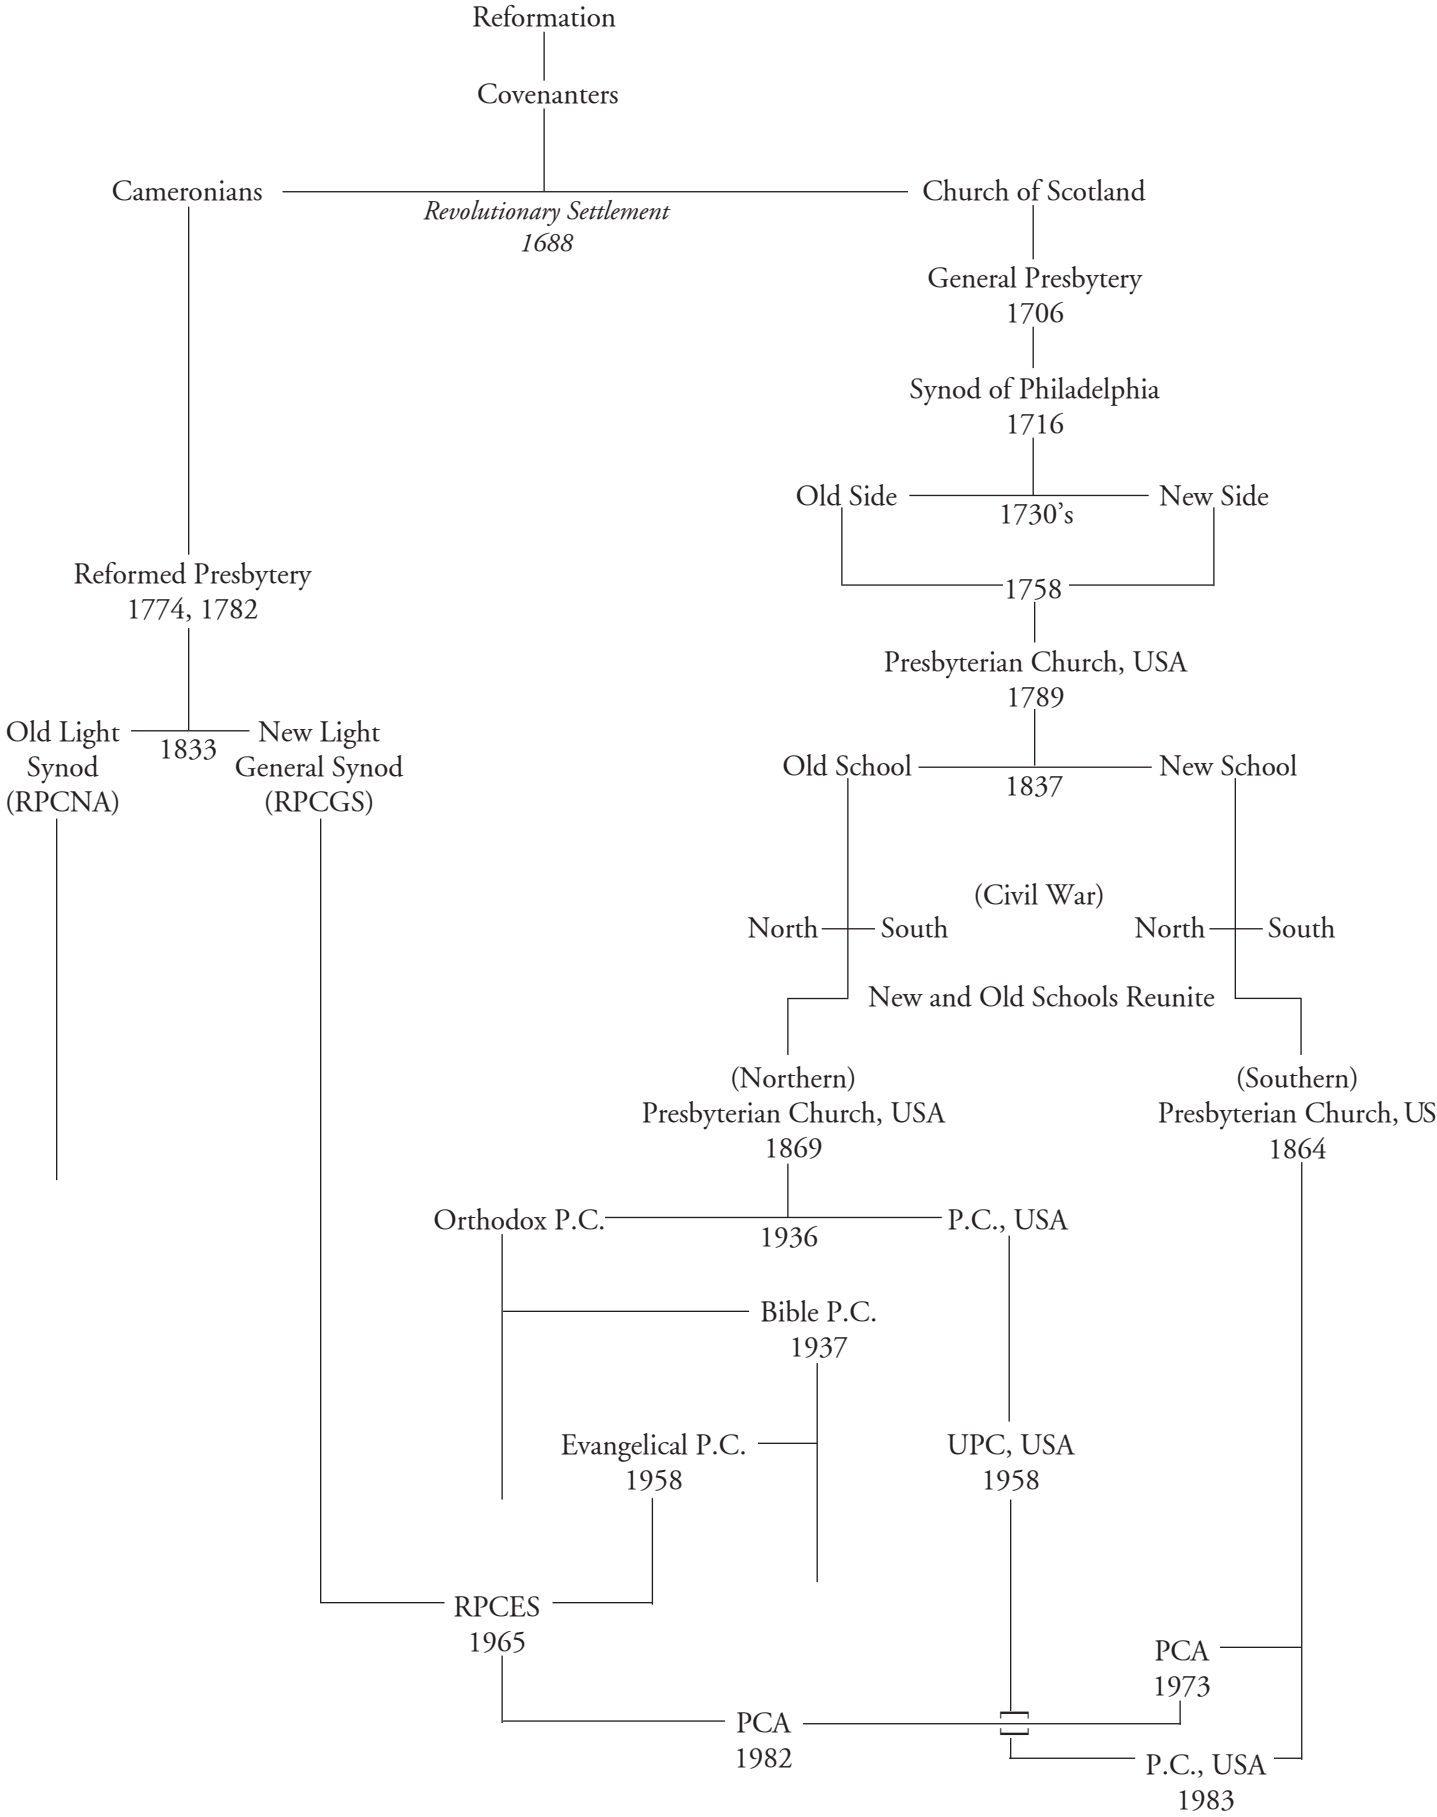 Reformation
Covenanters
Cameronians
Church of Scotland
Revolutionary Settlement
1688
General Presbytery
1706
Synod of Philadelphia
1716
Old Side
New Side
1730’s
Reformed Presbytery
1774, 1782
1758
Presbyterian Church, USA
1789
Old Light
Synod
(RPCNA)
1833
New Light
General Synod
(RPCGS)
Old School
New School
1837
(Civil War)
North
South
North
South
New and Old Schools Reunite
(Northern)
Presbyterian Church, USA
1869
(Southern)
Presbyterian Church, US
1864
Orthodox P.C.
P.C., USA
1936
Bible P.C.
1937
Evangelical P.C.
1958
UPC, USA
1958
RPCES
1965
PCA
1973
PCA
1982
P.C., USA
1983